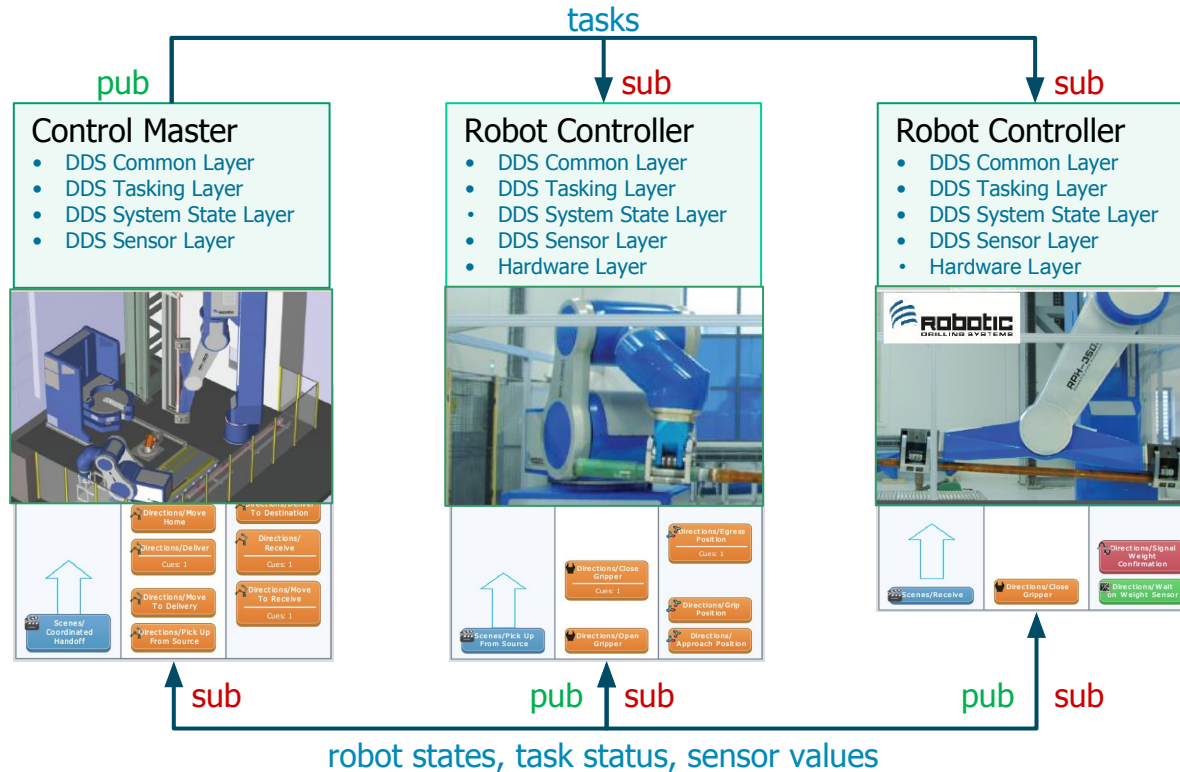 tasks
pub
sub
sub
Control Master
• DDS Common Layer
• DDS Tasking Layer
• DDS System State Layer
• DDS Sensor Layer
Robot Controller
• DDS Common Layer
• DDS Tasking Layer
• DDS System State Layer
• DDS Sensor Layer
• Hardware Layer
Robot Controller
• DDS Common Layer
• DDS Tasking Layer
• DDS System State Layer
• DDS Sensor Layer
• Hardware Layer
ROBOTIC
DRILLING SYSTEMS
RPH-350
Directions/Move
Home
Directions/Deliver
Cues: 1
Directions/Move
To Delivery
Directions/Pick Up
From Source
Directions/Deliver
To Destination
Directions/
Receive
Cues: 1
Directions/Move
To Receive
Cues: 1
Scenes/
Coordinated
Handoff
Scenes/Pick Up
From Source
Directions/Close
Gripper
Cues: 1
Directions/Open
Gripper
Directions/Egress
Position
Cues: 1
Directions/Grip
Position
Directions/
Approach Position
Scenes/Receive
Directions/Close
Gripper
Directions/Signal
Weight
Confirmation
Directions/Wait
on Weight Sensor
sub
pub
sub
pub
sub
robot states, task status, sensor values